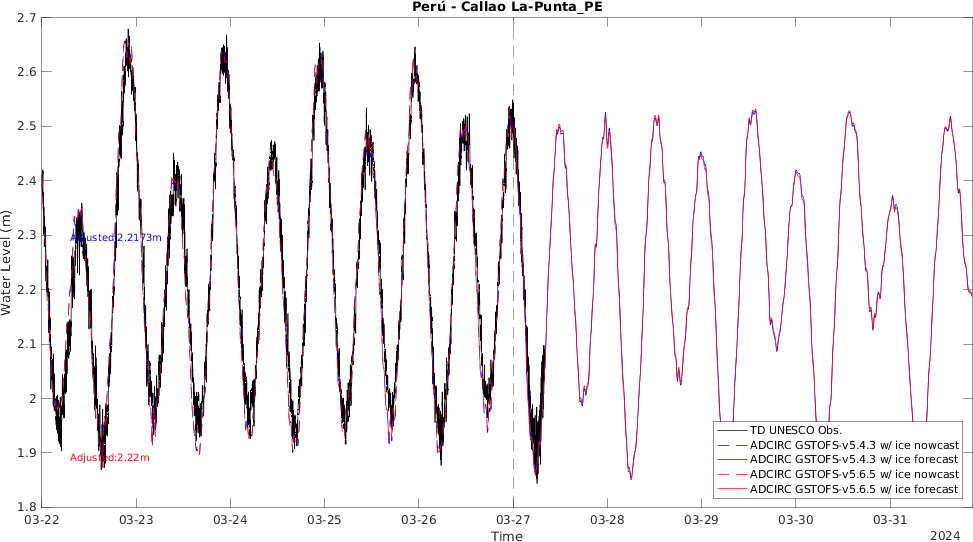 Perú - Callao La-Punta_PE
2.7
2.6
2.5
2.4
2.3
2.2
2.1
2
1.9
1.8
Water Level (m)
Adjusted:2.2173m
Adjusted:2.22m
TD UNESCO Obs.
ADCIRC GSTOFS-v5.4.3 w/ ice nowcast
ADCIRC GSTOFS-v5.4.3 w/ ice forecast
ADCIRC GSTOFS-v5.6.5 w/ ice nowcast
ADCIRC GSTOFS-v5.6.5 w/ ice forecast
03-22 03-23 03-24 03-25 03-26 03-27 03-28 03-29 03-30 03-31
Time
2024